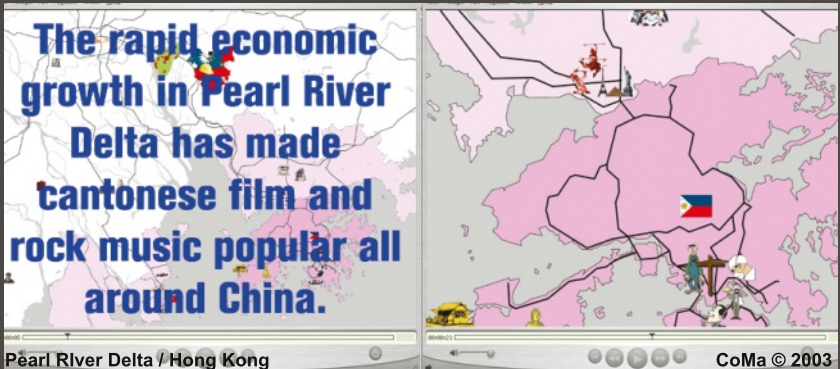 The rapid economic
growth in Pearl River
Delta has made
cantonese film and
rock music popular all
around China.
Pearl RIver Delta / Hong Kong
CoMa © 2003